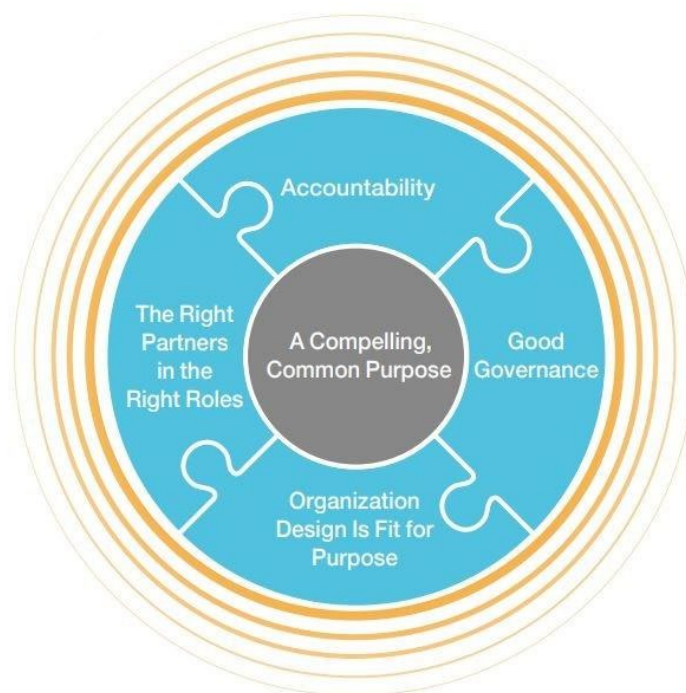 Accountability
The Right
Partners
in the
Right Roles
A Compelling,
Common Purpose
Good
Governance
Organization
Design Is Fit for
Purpose